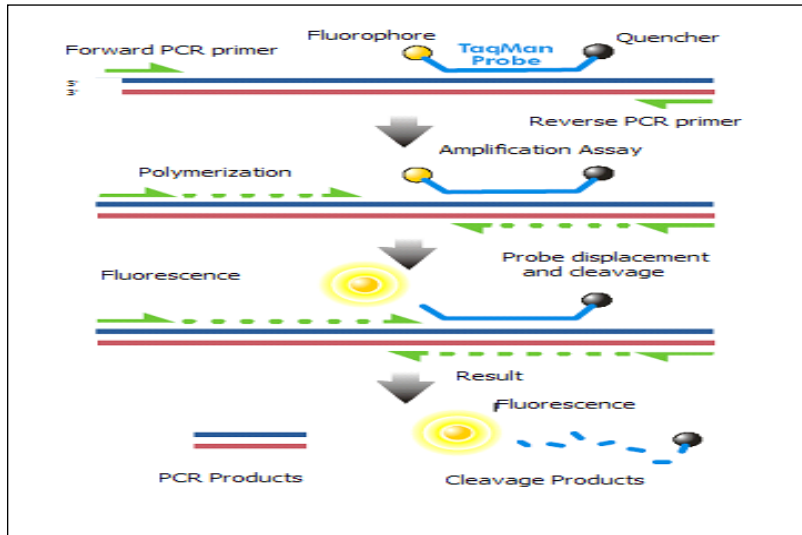 Forward PCR primer
Fluorophore
TaqMan
Probe
Quencher
5'
3'
Reverse PCR primer
Amplification Assay
Polymerization
Fluorescence
Probe displacement
and cleavage
Result
Fluorescence
PCR Products
Cleavage Products